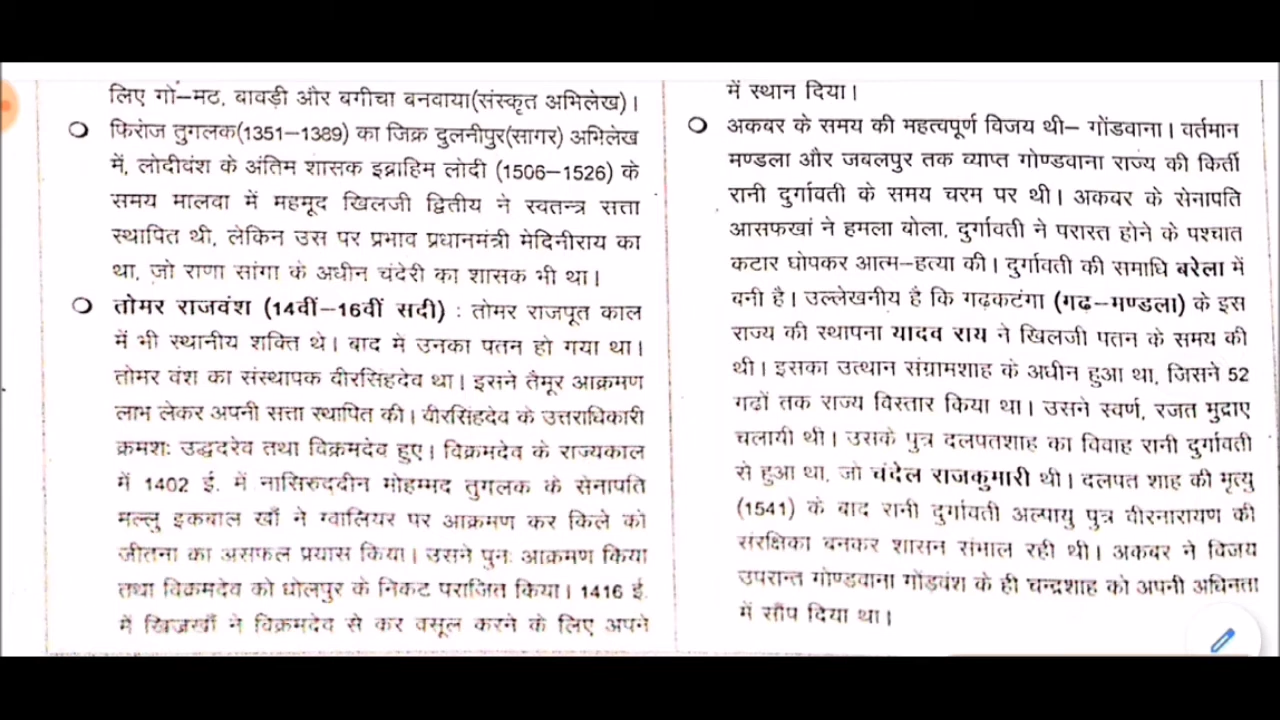 लिए गो–मठ, बावड़ी और बगीचा बनवाया(संस्कृत अभिलेख)।
फिरोज तुगलक(1351–1389) का जिक्र दुलनीपुर(सागर) अभिलेख
में, लोदीवंश के अंतिम शासक इब्राहिम लोदी (1506–1526) के
समय मालवा में महमूद खिलजी द्वितीय ने स्वतन्त्र सत्ता
स्थापित थी, लेकिन उस पर प्रभाव प्रधानमंत्री मेदिनीराय का
था, जो राणा सांगा के अधीन चंदेरी का शासक भी था।
तोमर राजवंश (14वीं–16वीं सदी) : तोमर राजपूत काल
में भी स्थानीय शक्ति थे। बाद मे उनका पतन हो गया था।
तोमर वंश का संस्थापक वीरसिंहदेव था। इसने तैमूर आक्रमण
लाभ लेकर अपनी सत्ता स्थापित की। वीरसिंहदेव के उत्तराधिकारी
क्रमशः उद्धदरेव तथा विक्रमदेव हुए। विक्रमदेव के राज्यकाल
में 1402 ई. में नासिरुददीन मोहम्मद तुगलक के सेनापति
मल्लु इकबाल खाँ ने ग्वालियर पर आक्रमण कर किले को
जीतना का असफल प्रयास किया। उसने पुनः आक्रमण किया
तथा विक्रमदेव को धोलपुर के निकट पराजित किया। 1416 ई.
में खिजखाँ ने विक्रमदेव से कर वसूल करने के लिए अपने
में स्थान दिया।
अकबर के समय की महत्वपूर्ण विजय थी– गोंडवाना। वर्तमान
मण्डला और जबलपुर तक व्याप्त गोण्डवाना राज्य की किर्ती
रानी दुर्गावती के समय चरम पर थी। अकबर के सेनापति
आसफखां ने हमला बोला, दुर्गावती ने परास्त होने के पश्चात
कटार घोपकर आत्म–हत्या की। दुर्गावती की समाधि बरेला में
बनी है। उल्लेखनीय है कि गढ़कटंगा (गढ़–मण्डला) के इस
राज्य की स्थापना यादव राय ने खिलजी पतन के समय की
थी। इसका उत्थान संग्रामशाह के अधीन हुआ था, जिसने 52
गढों तक राज्य विस्तार किया था। उसने स्वर्ण, रजत मुद्राए
चलायी थी। उसके पुत्र दलपतशाह का विवाह रानी दुर्गावती
से हुआ था, जो चंदेल राजकुमारी थी। दलपत शाह की मृत्यु
(1541) के बाद रानी दुर्गावती अल्पायु पुत्र वीरनारायण की
संरक्षिका बनकर शासन संभाल रही थी। अकबर ने विजय
उपरान्त गोण्डवाना गोंड़वंश के ही चन्द्रशाह को अपनी अधिनता
में सौंप दिया था।